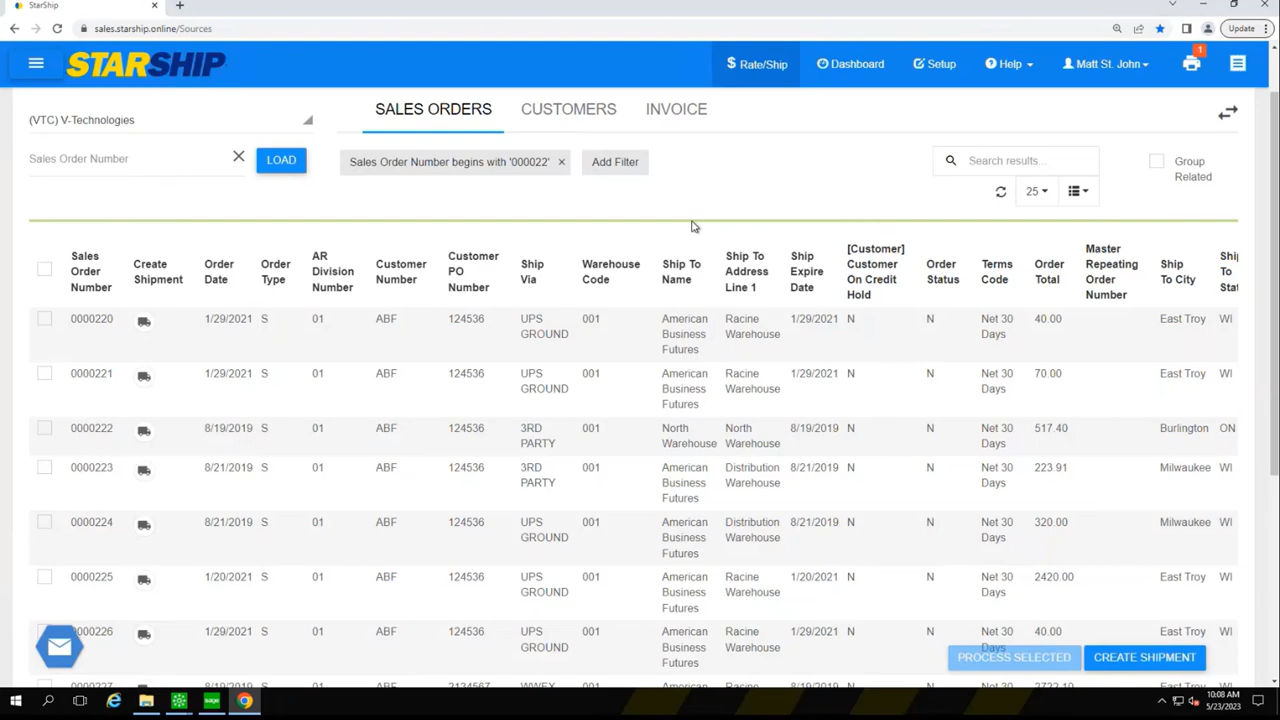 StarShip
sales.starship.online/Sources
Update
STARSHIP
$ Rate/Ship
Dashboard
Setup
Help
Matt St. John
1
(VTC) V-Technologies
SALES ORDERS
CUSTOMERS
INVOICE
Sales Order Number
LOAD
Sales Order Number begins with '000022' ×
Add Filter
Search results...
Group
Related
25
Sales Order Number Create Shipment Order Date Order Type AR Division Number Customer Number Customer PO Number Ship Via Warehouse Code Ship To Name Ship To Address Line 1 Ship Expire Date [Customer] Customer On Credit Hold Order Status Terms Code Order Total Master Repeating Order Number Ship To City
0000220 1/29/2021 S 01 ABF 124536 UPS GROUND 001 American Business Futures Racine Warehouse 1/29/2021 N N Net 30 Days 40.00 East Troy WI
0000221 1/29/2021 S 01 ABF 124536 UPS GROUND 001 American Business Futures Racine Warehouse 1/29/2021 N N Net 30 Days 70.00 East Troy WI
0000222 8/19/2019 S 01 ABF 124536 3RD PARTY 001 North Warehouse North Warehouse 8/19/2019 N N Net 30 Days 517.40 Burlington ON
0000223 8/21/2019 S 01 ABF 124536 3RD PARTY 001 American Business Futures Distribution Warehouse 8/21/2019 N N Net 30 Days 223.91 Milwaukee WI
0000224 8/21/2019 S 01 ABF 124536 UPS GROUND 001 American Business Futures Distribution Warehouse 8/21/2019 N N Net 30 Days 320.00 Milwaukee WI
0000225 1/20/2021 S 01 ABF 124536 UPS GROUND 001 American Business Futures Racine Warehouse 1/20/2021 N N Net 30 Days 2420.00 East Troy WI
0000226 1/29/2021 S 01 ABF 124536 UPS GROUND 001 American Business Futures Racine Warehouse 1/29/2021 N N Net 30 Days 40.00 East Troy WI
PROCESS SELECTED
CREATE SHIPMENT
sage
10:08 AM
5/23/2023